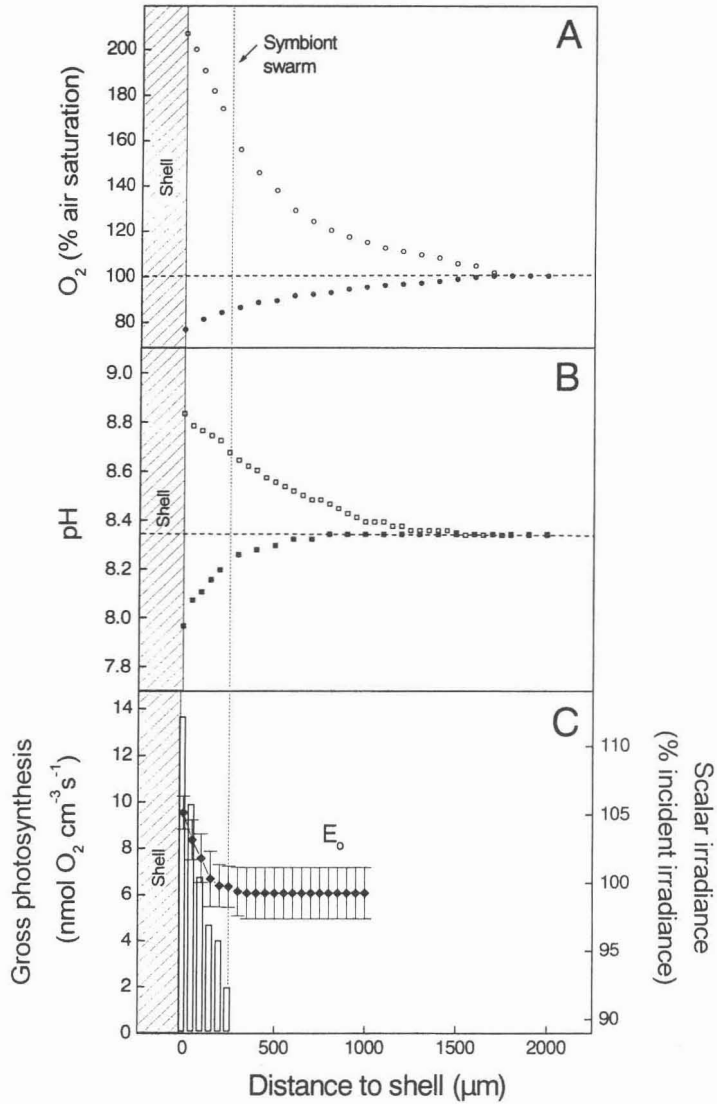 A
Symbiont
swarm
Shell
O₂ (% air saturation)
200
180
160
140
120
100
80
B
Shell
pH
9.0
8.8
8.6
8.4
8.2
8.0
7.8
C
Shell
E₀
Gross photosynthesis
(nmol O₂ cm⁻³ s⁻¹)
14
12
10
8
6
4
2
0
110
105
100
95
90
Scalar irradiance
(% incident irradiance)
0 500 1000 1500 2000
Distance to shell (µm)